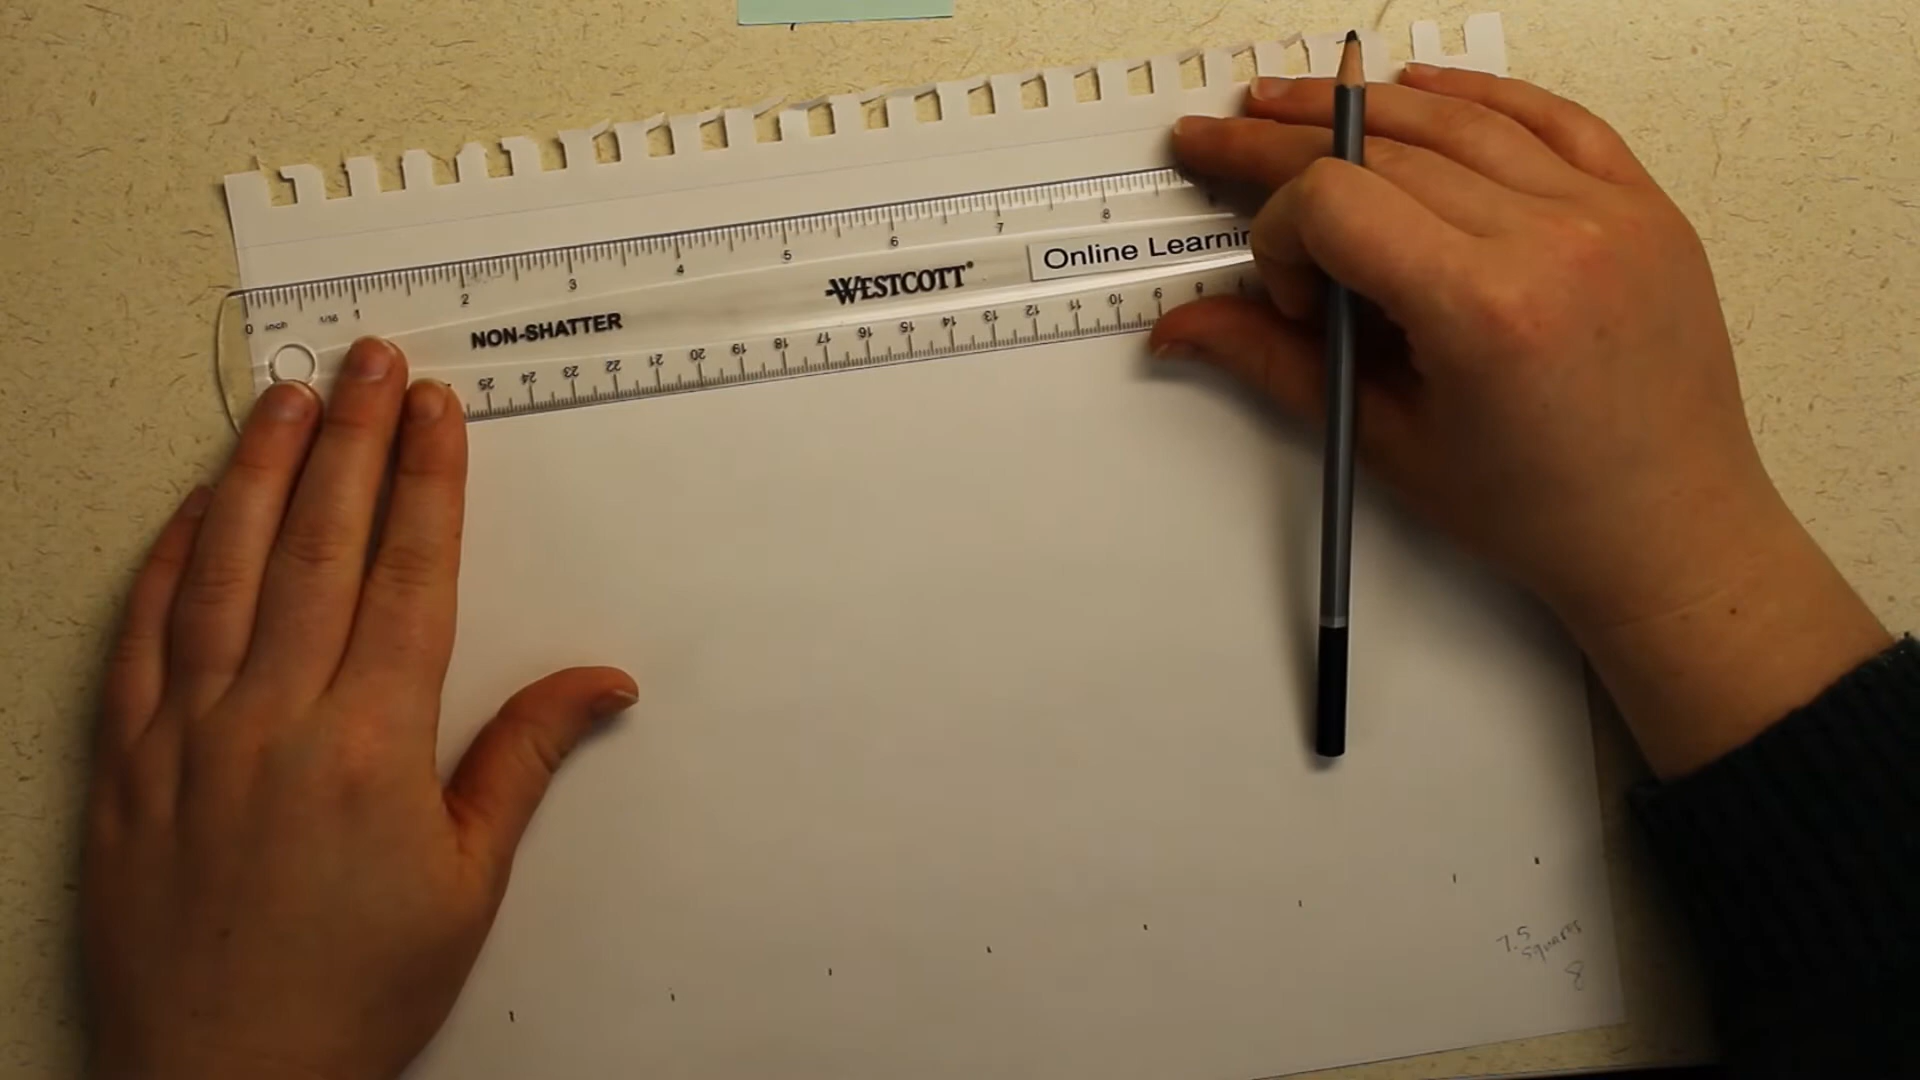 0 inch 1/16 1 2 3 4 5 6 7 8
NON-SHATTER
WESTCOTT®
Online Learnin
25 24 23 22 21 20 19 18 17 16 15 14 13 12 11 10 9 8
7.5
squares
8